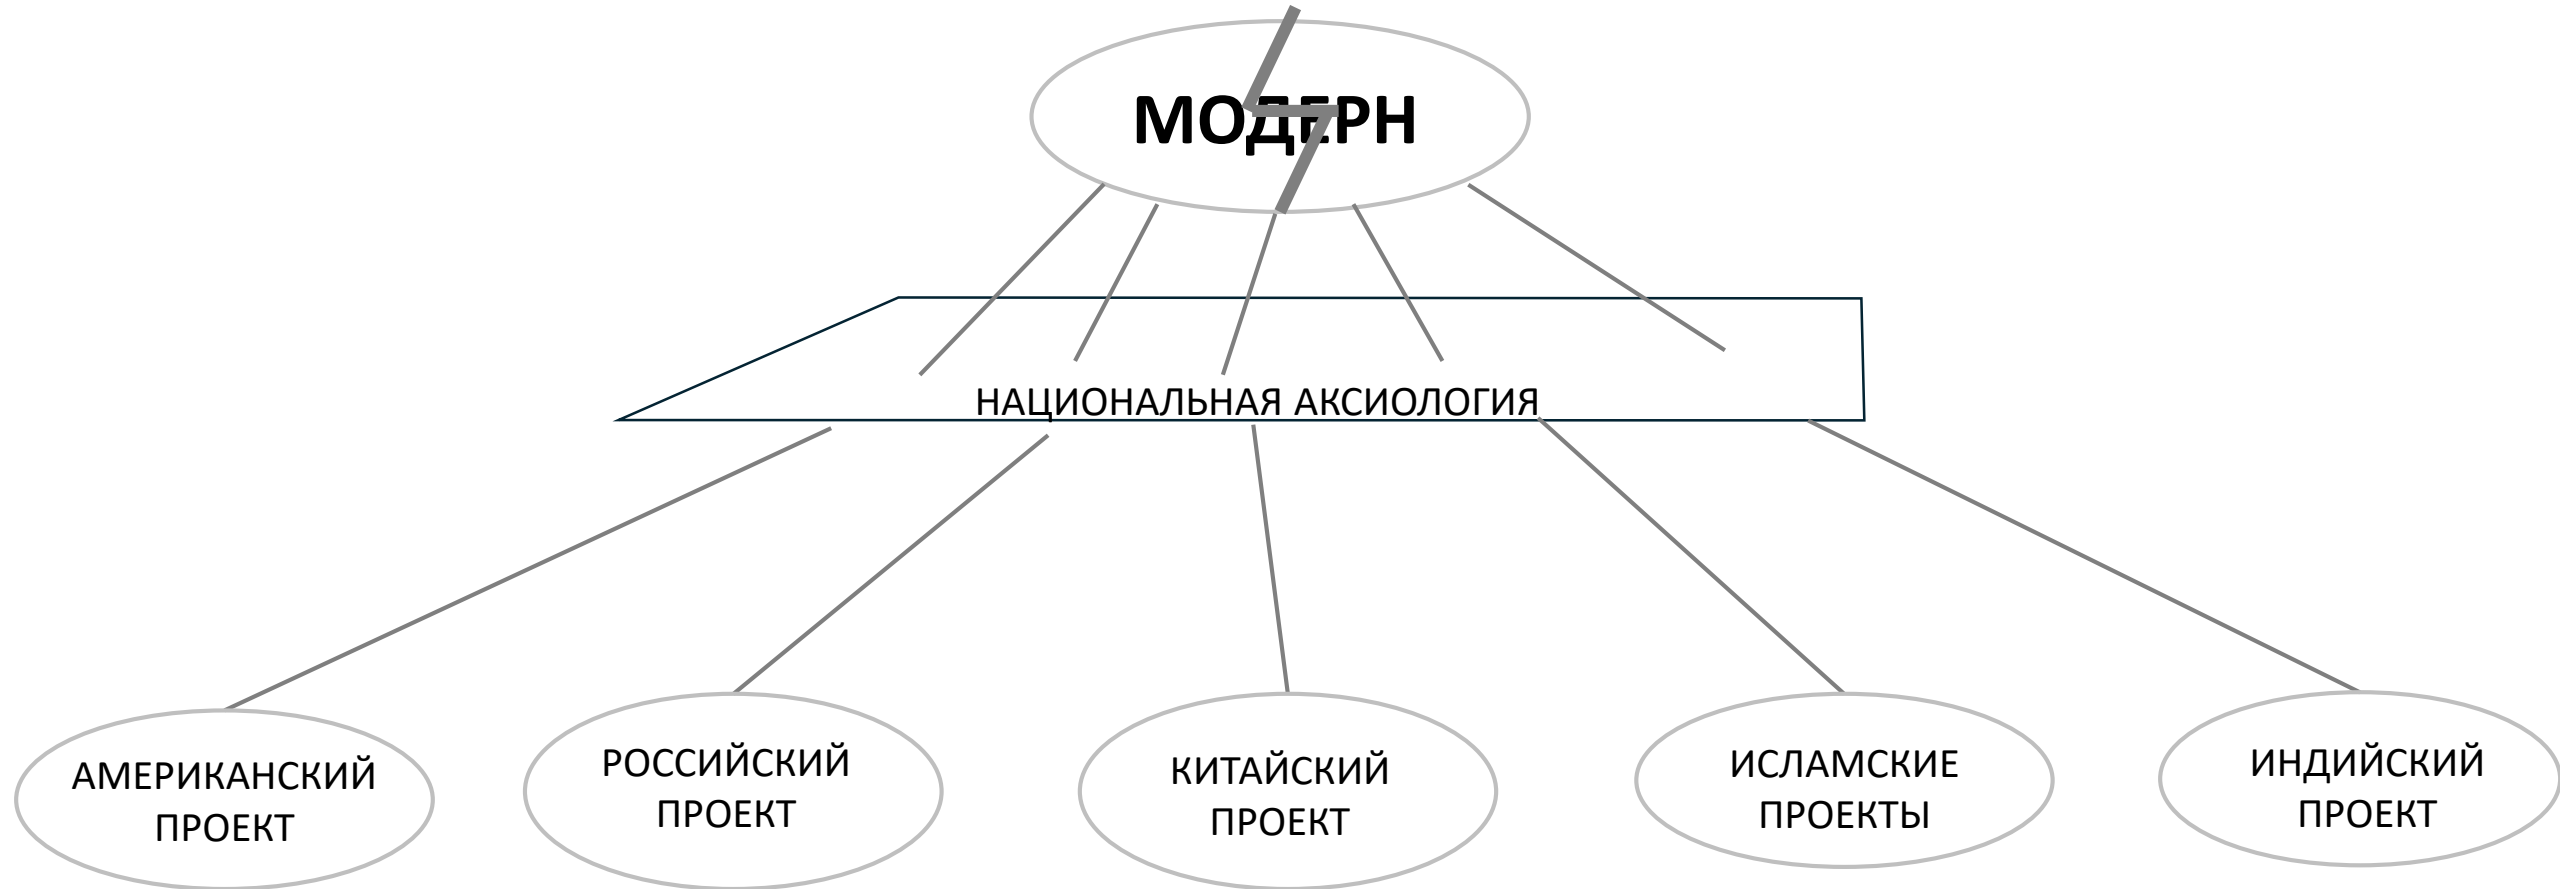 МОДЕРН
НАЦИОНАЛЬНАЯ АКСИОЛОГИЯ
АМЕРИКАНСКИЙ
ПРОЕКТ
РОССИЙСКИЙ
ПРОЕКТ
КИТАЙСКИЙ
ПРОЕКТ
ИСЛАМСКИЕ
ПРОЕКТЫ
ИНДИЙСКИЙ
ПРОЕКТ